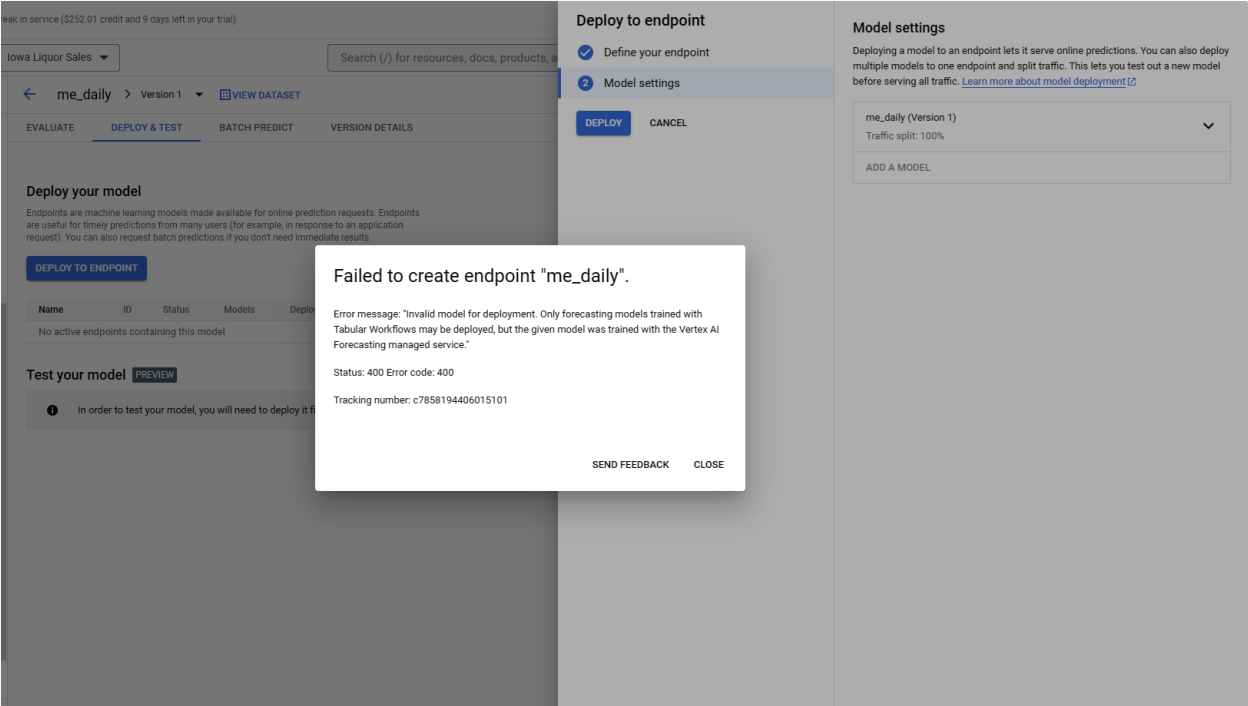 reak in service ($252.01 credit and 9 days left in your trial).
Iowa Liquor Sales
Search (/) for resources, docs, products, a
me_daily > Version 1
VIEW DATASET
EVALUATE DEPLOY & TEST BATCH PREDICT VERSION DETAILS
Deploy your model
Endpoints are machine learning models made available for online prediction requests. Endpoints
are useful for timely predictions from many users (for example, in response to an application
request). You can also request batch predictions if you don't need immediate results.
DEPLOY TO ENDPOINT
Name ID Status Models Deplo
No active endpoints containing this model
Test your model PREVIEW
In order to test your model, you will need to deploy it fi
Deploy to endpoint
Define your endpoint
2 Model settings
DEPLOY CANCEL
Model settings
Deploying a model to an endpoint lets it serve online predictions. You can also deploy
multiple models to one endpoint and split traffic. This lets you test out a new model
before serving all traffic. Learn more about model deployment
me_daily (Version 1)
Traffic split: 100%
ADD A MODEL
Failed to create endpoint "me_daily".
Error message: "Invalid model for deployment. Only forecasting models trained with
Tabular Workflows may be deployed, but the given model was trained with the Vertex AI
Forecasting managed service."
Status: 400 Error code: 400
Tracking number: c7858194406015101
SEND FEEDBACK CLOSE